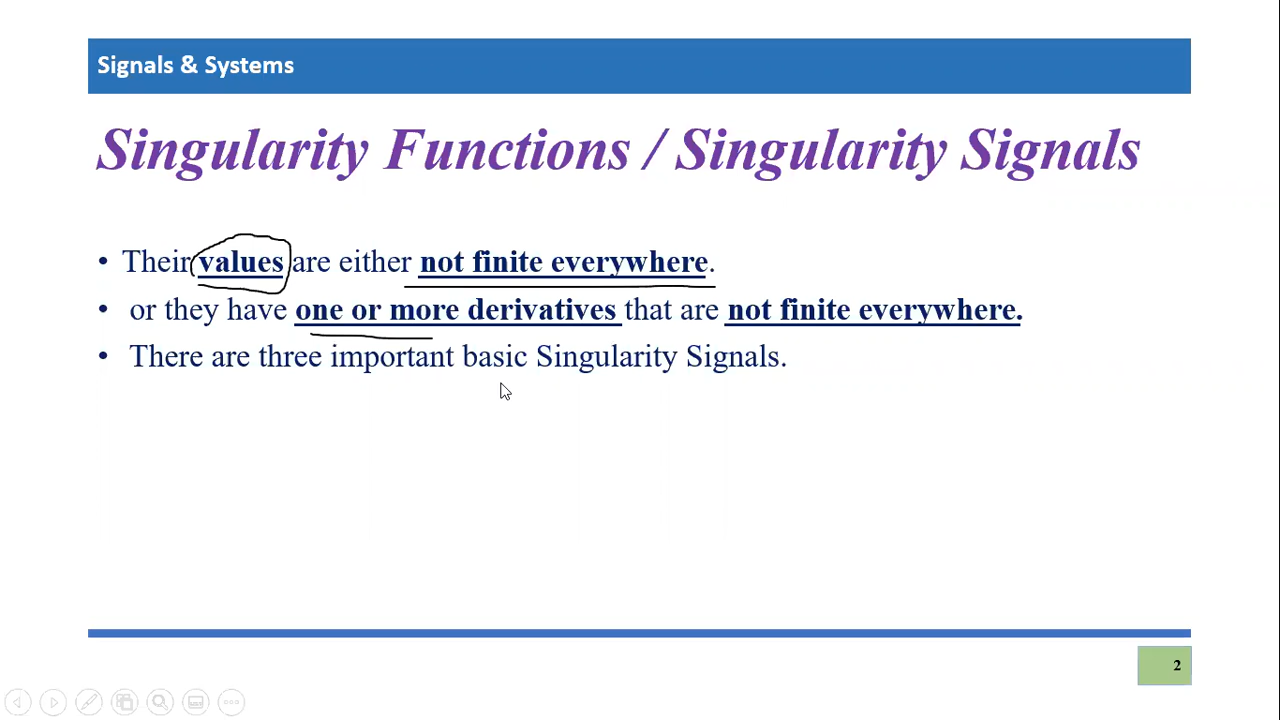 Signals & Systems
Singularity Functions / Singularity Signals
• Their values are either not finite everywhere.
• or they have one or more derivatives that are not finite everywhere.
• There are three important basic Singularity Signals.
2